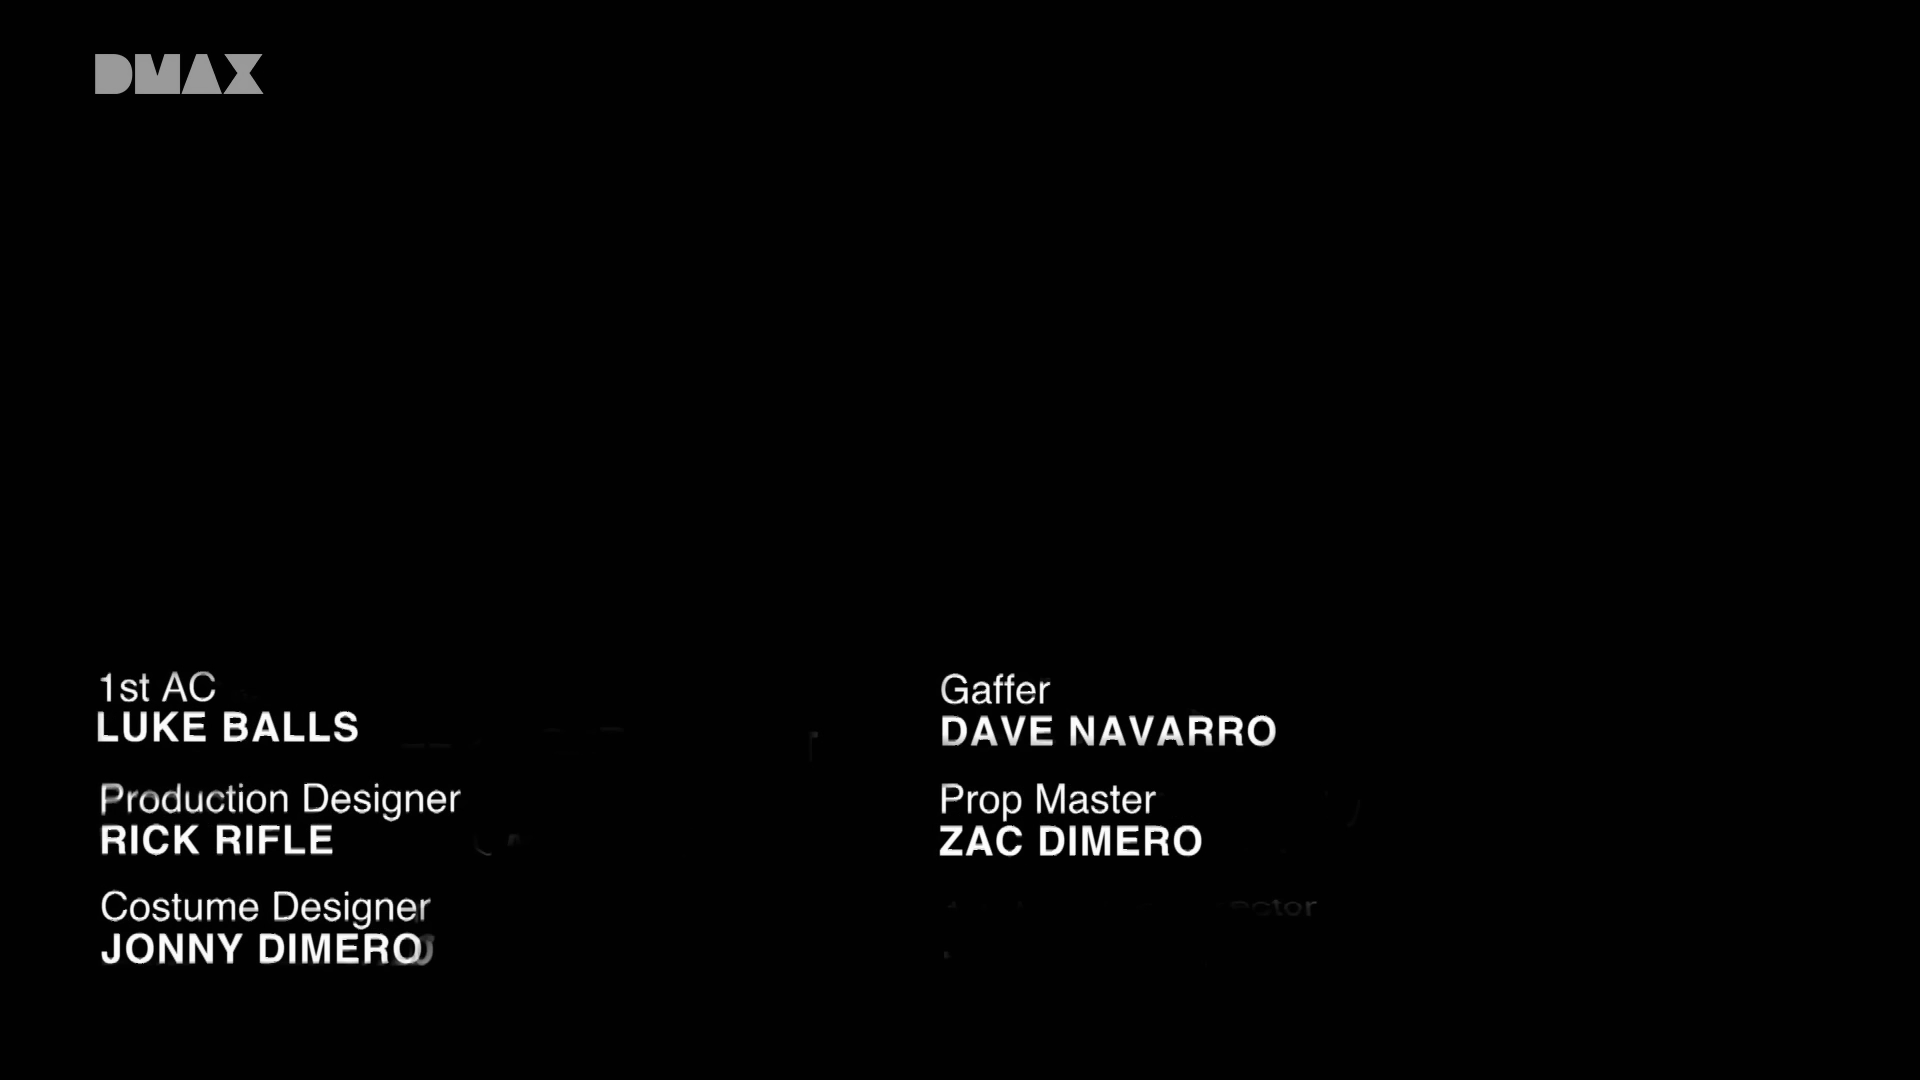 DMAX
1st AC
LUKE BALLS
Production Designer
RICK RIFLE
Costume Designer
JONNY DIMERO
Gaffer
DAVE NAVARRO
Prop Master
ZAC DIMERO